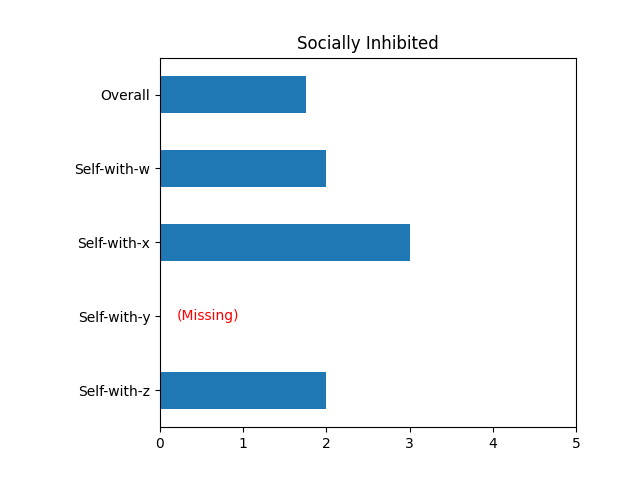 Socially Inhibited
Overall
Self-with-w
Self-with-x
Self-with-y
(Missing)
Self-with-z
0 1 2 3 4 5